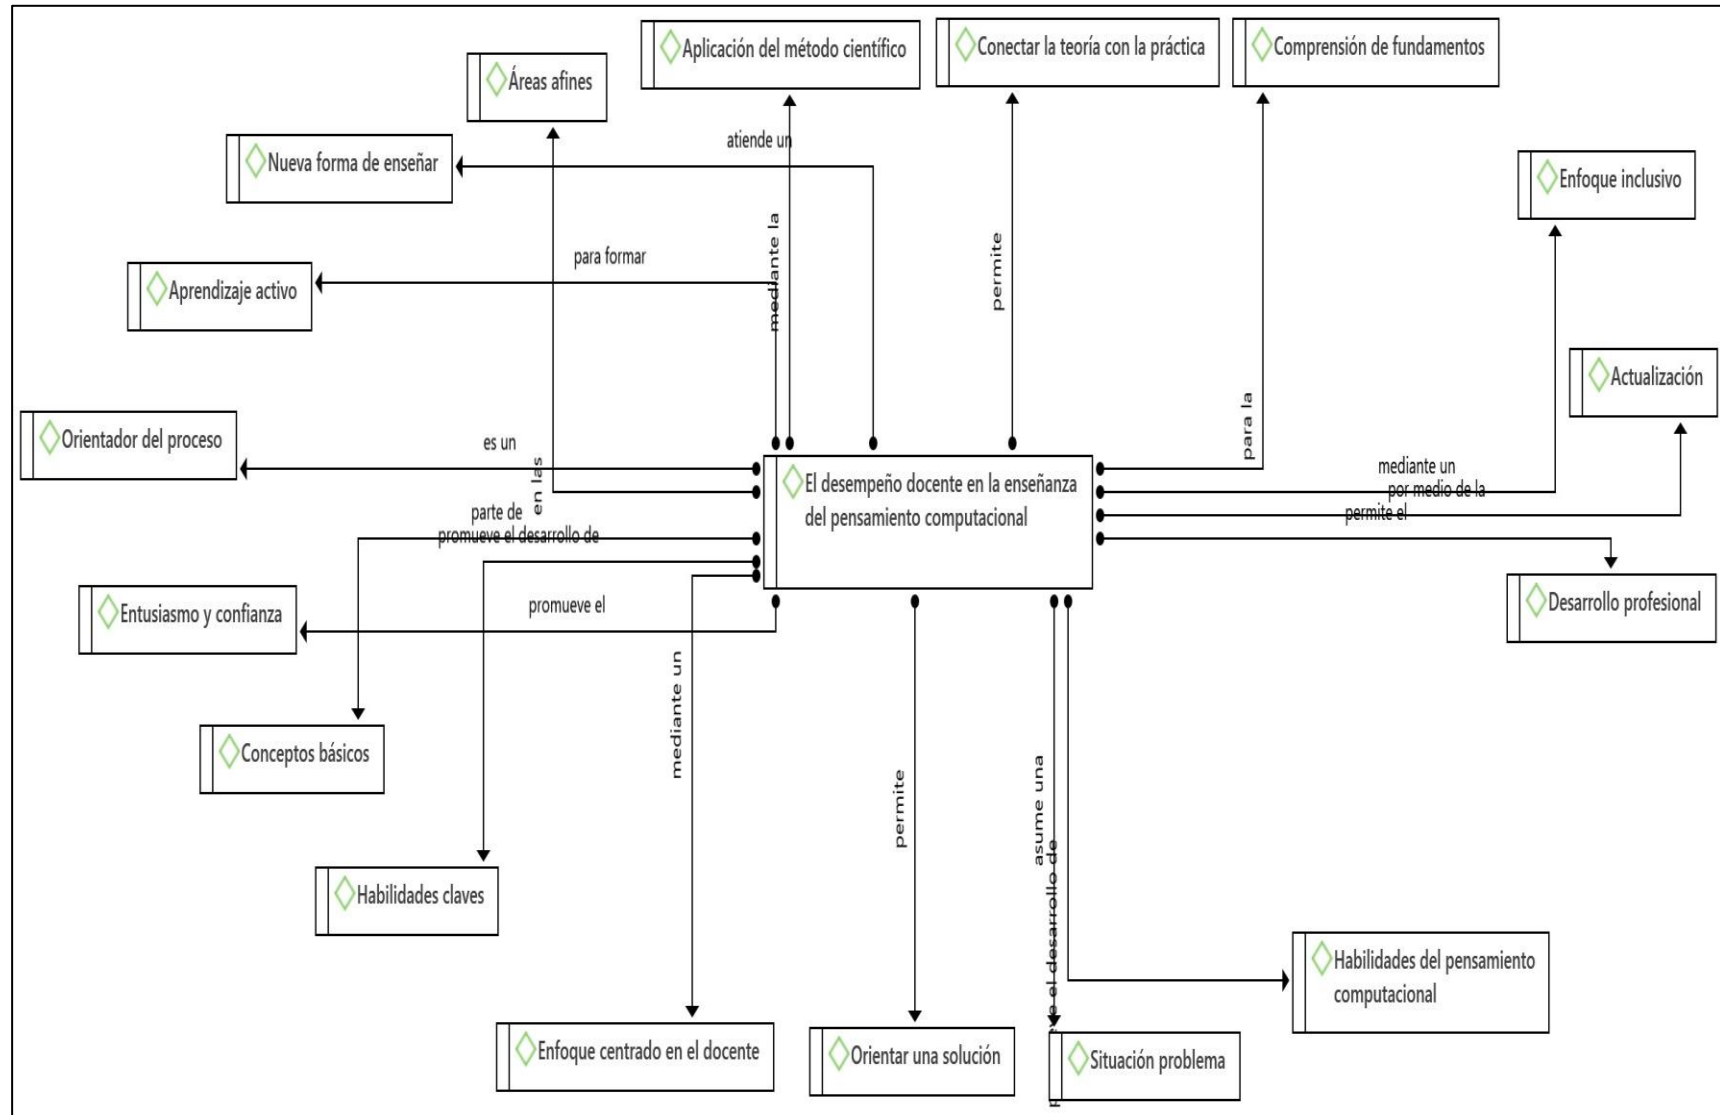 Aplicación del método científico
Conectar la teoría con la práctica
Comprensión de fundamentos
Áreas afines
atiende un
Nueva forma de enseñar
Enfoque inclusivo
mediante la
permite
para formar
Aprendizaje activo
Actualización
para la
Orientador del proceso
es un
en las
mediante un
por medio de la
permite el
El desempeño docente en la enseñanza
del pensamiento computacional
parte de
promueve el desarrollo de
Entusiasmo y confianza
promueve el
Desarrollo profesional
mediante un
Conceptos básicos
permite
asume una
el desarrollo de
Habilidades claves
Habilidades del pensamiento
computacional
Enfoque centrado en el docente
Orientar una solución
Situación problema